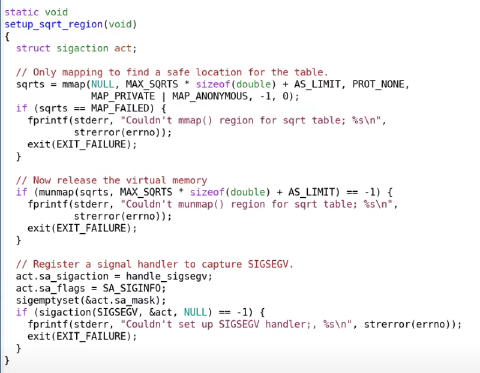 static void
setup_sqrt_region(void)
{
  struct sigaction act;

  // Only mapping to find a safe location for the table.
  sqrts = mmap(NULL, MAX_SQRTS * sizeof(double) + AS_LIMIT, PROT_NONE,
               MAP_PRIVATE | MAP_ANONYMOUS, -1, 0);
  if (sqrts == MAP_FAILED) {
    fprintf(stderr, "Couldn't mmap() region for sqrt table; %s\n",
            strerror(errno));
    exit(EXIT_FAILURE);
  }

  // Now release the virtual memory
  if (munmap(sqrts, MAX_SQRTS * sizeof(double) + AS_LIMIT) == -1) {
    fprintf(stderr, "Couldn't munmap() region for sqrt table; %s\n",
            strerror(errno));
    exit(EXIT_FAILURE);
  }

  // Register a signal handler to capture SIGSEGV.
  act.sa_sigaction = handle_sigsegv;
  act.sa_flags = SA_SIGINFO;
  sigemptyset(&act.sa_mask);
  if (sigaction(SIGSEGV, &act, NULL) == -1) {
    fprintf(stderr, "Couldn't set up SIGSEGV handler;, %s\n", strerror(errno));
    exit(EXIT_FAILURE);
  }
}